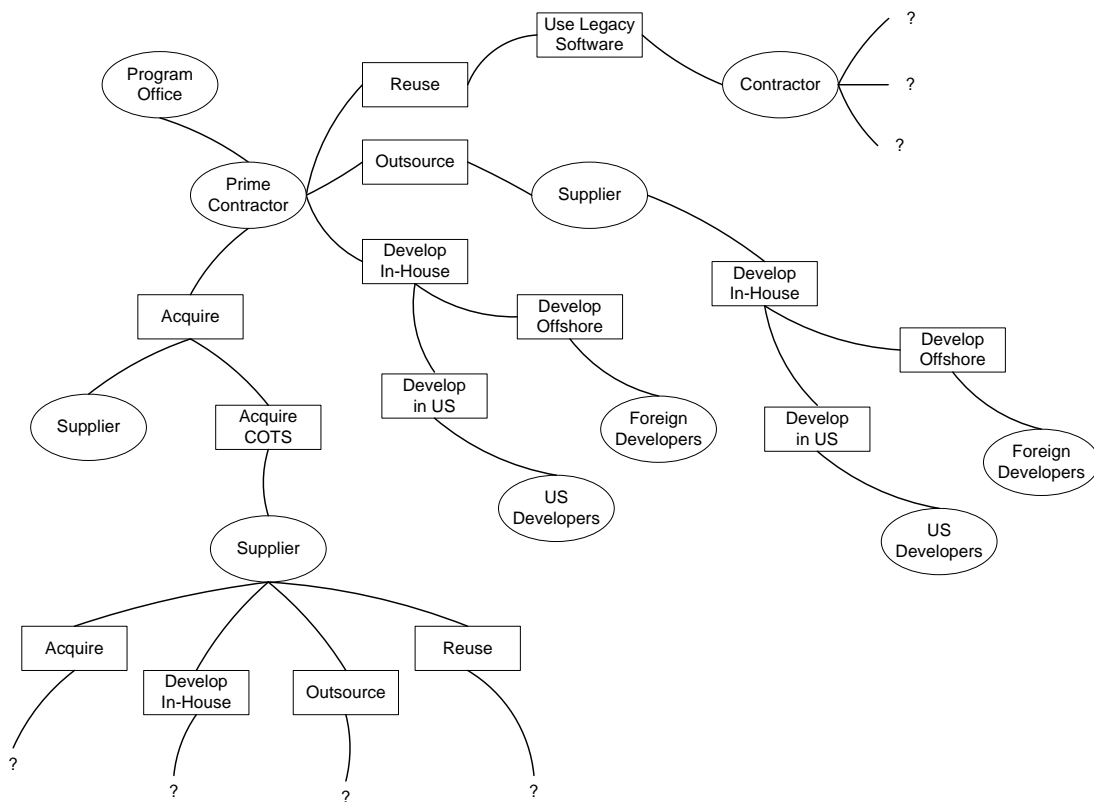 Use Legacy
Software
?
Program
Office
Reuse
Contractor
?
?
Outsource
Prime
Contractor
Supplier
Develop
In-House
Develop
In-House
Acquire
Develop
Offshore
Develop
Offshore
Develop
in US
Supplier
Acquire
COTS
Foreign
Developers
Develop
in US
Foreign
Developers
US
Developers
Supplier
US
Developers
Acquire
Reuse
Develop
In-House
Outsource
?
?
?
?